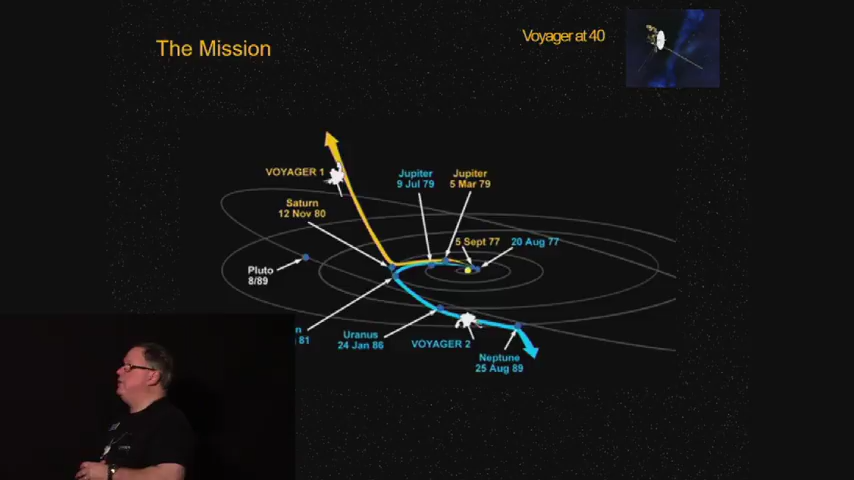 The Mission
Voyager at 40
VOYAGER 1
Jupiter
9 Jul 79
Jupiter
5 Mar 79
Saturn
12 Nov 80
5 Sept 77
20 Aug 77
Pluto
8/89
81
Uranus
24 Jan 86
VOYAGER 2
Neptune
25 Aug 89